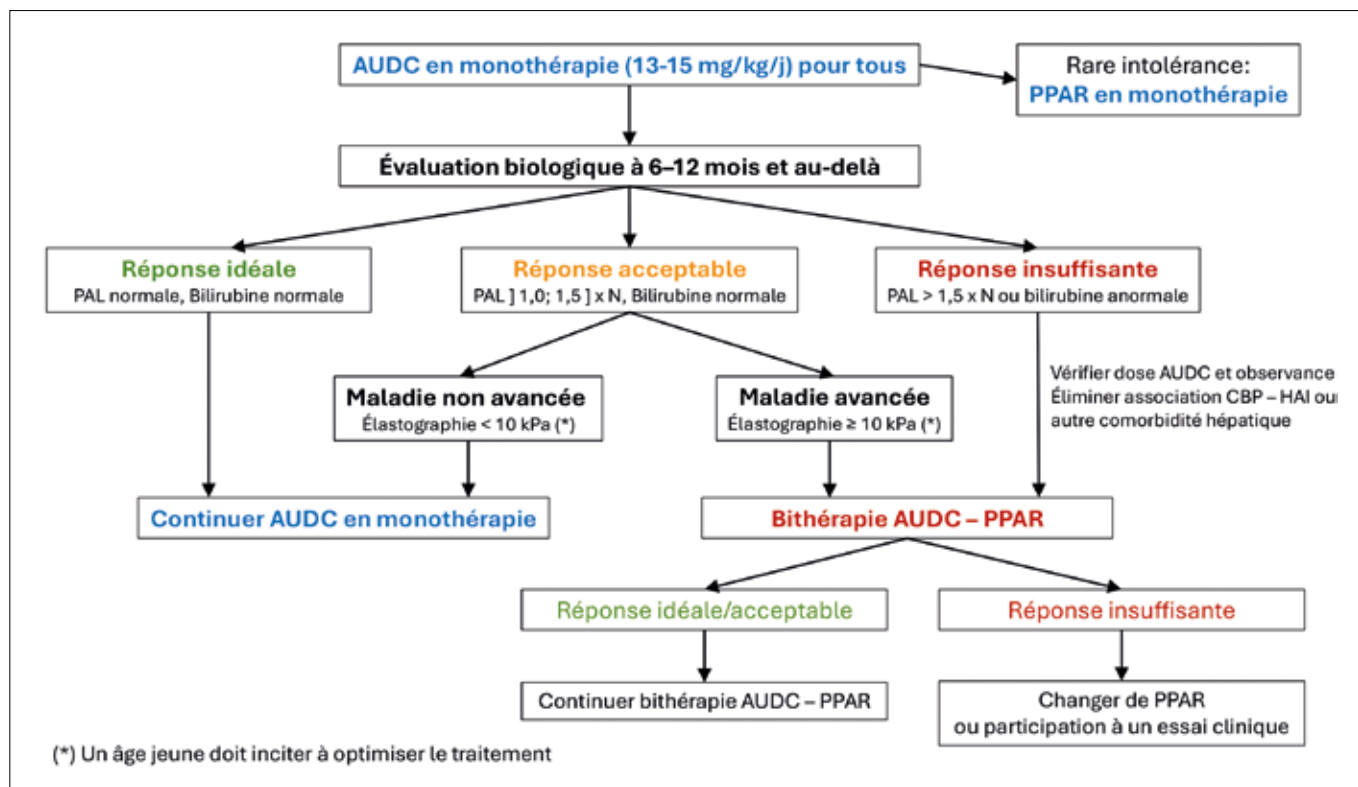 AUDC en monothérapie (13-15 mg/kg/j) pour tous
Rare intolérance:
PPAR en monothérapie
Évaluation biologique à 6–12 mois et au-delà
Réponse idéale
PAL normale, Bilirubine normale
Réponse acceptable
PAL ] 1,0; 1,5 ] x N, Bilirubine normale
Réponse insuffisante
PAL > 1,5 x N ou bilirubine anormale
Vérifier dose AUDC et observance
Éliminer association CBP – HAI ou
autre comorbidité hépatique
Maladie non avancée
Élastographie < 10 kPa (*)
Maladie avancée
Élastographie ≥ 10 kPa (*)
Continuer AUDC en monothérapie
Bithérapie AUDC – PPAR
Réponse idéale/acceptable
Réponse insuffisante
Continuer bithérapie AUDC – PPAR
Changer de PPAR
ou participation à un essai clinique
(*) Un âge jeune doit inciter à optimiser le traitement